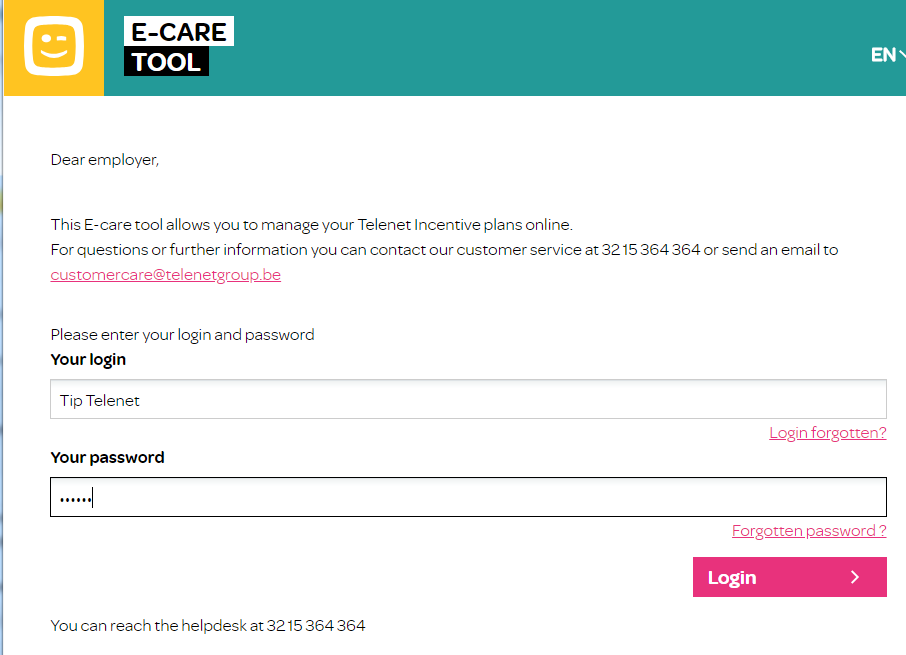 E-CARE
TOOL
EN
Dear employer,
This E-care tool allows you to manage your Telenet Incentive plans online.
For questions or further information you can contact our customer service at 32 15 364 364 or send an email to
customercare@telenetgroup.be
Please enter your login and password
Your login
Tip Telenet
Login forgotten?
Your password
••••••
Forgotten password ?
Login
You can reach the helpdesk at 32 15 364 364